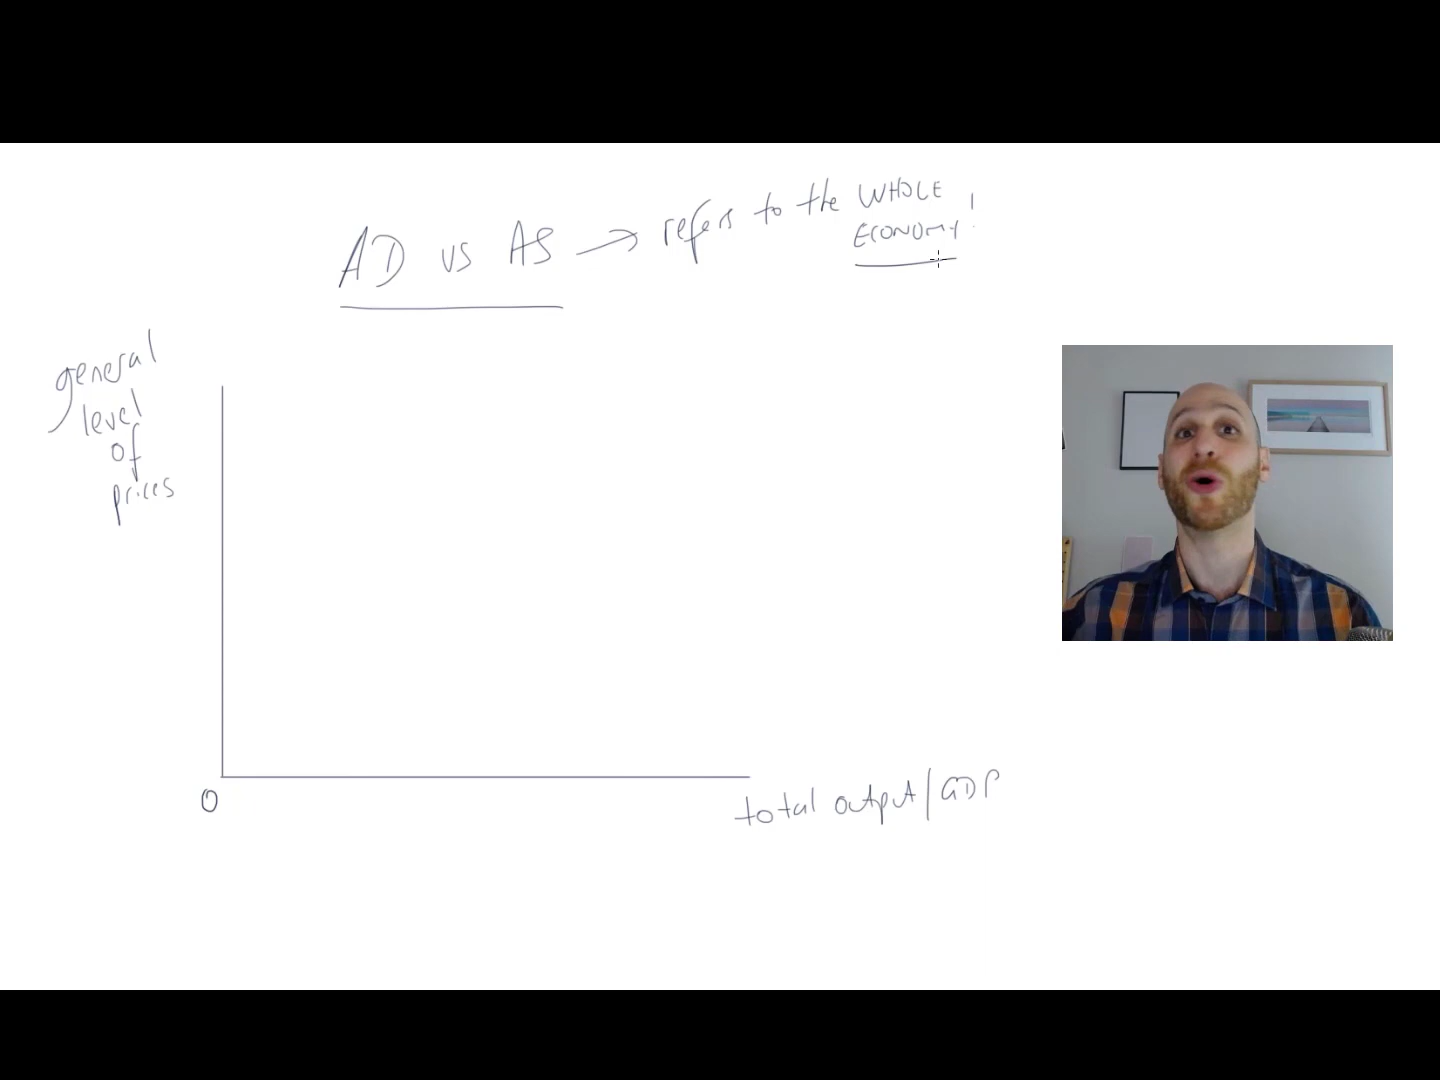 AD vs AS → refers to the WHOLE
ECONOMY!
general
level
of
prices
0
total output/GDP